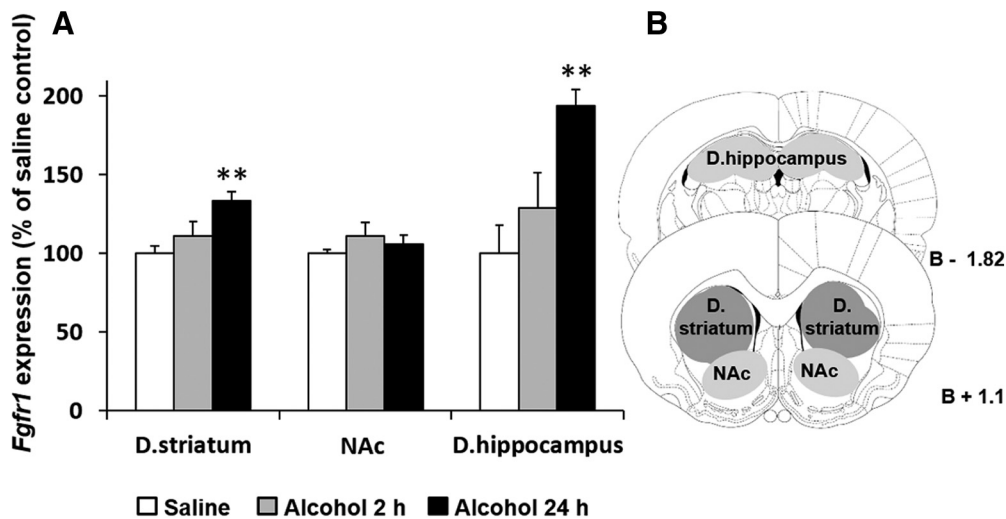 A
Fgfr1 expression (% of saline control)
200
150
100
50
0
**
**
D.striatum
NAc
D.hippocampus
Saline
Alcohol 2 h
Alcohol 24 h
B
D.hippocampus
B - 1.82
D.
striatum
D.
striatum
NAc
NAc
B + 1.1